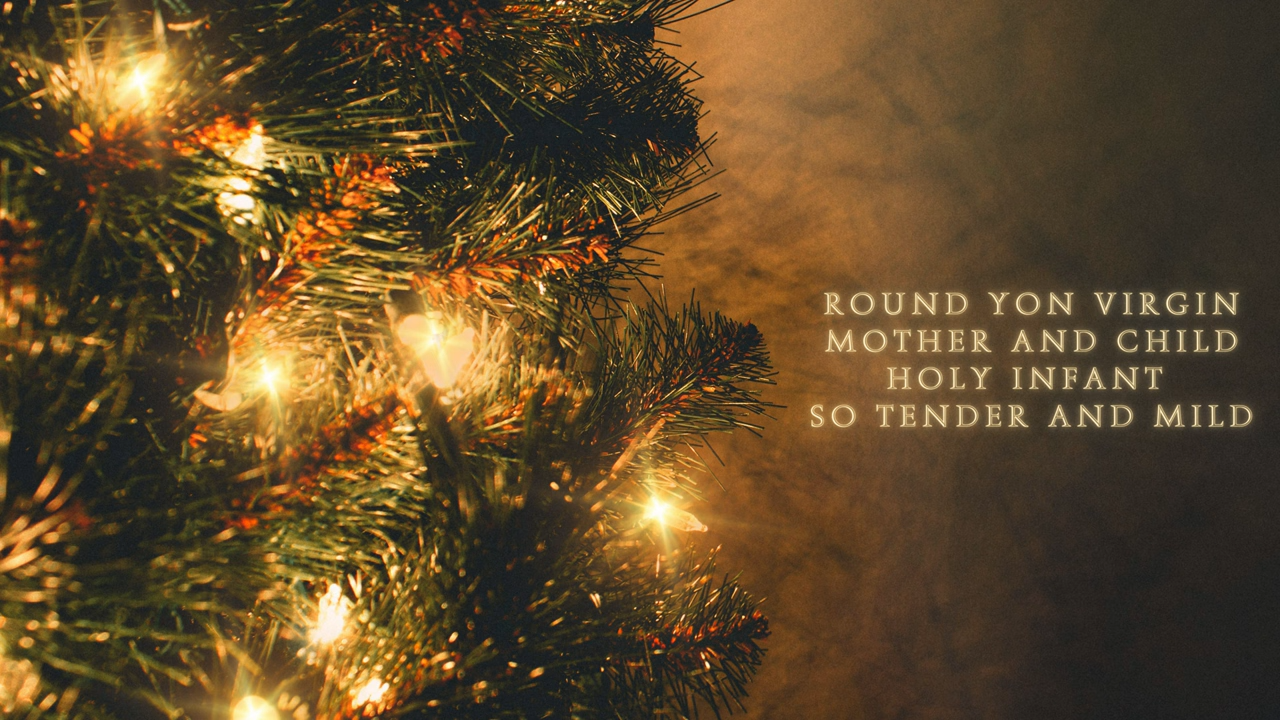 ROUND YON VIRGIN
MOTHER AND CHILD
HOLY INFANT
SO TENDER AND MILD